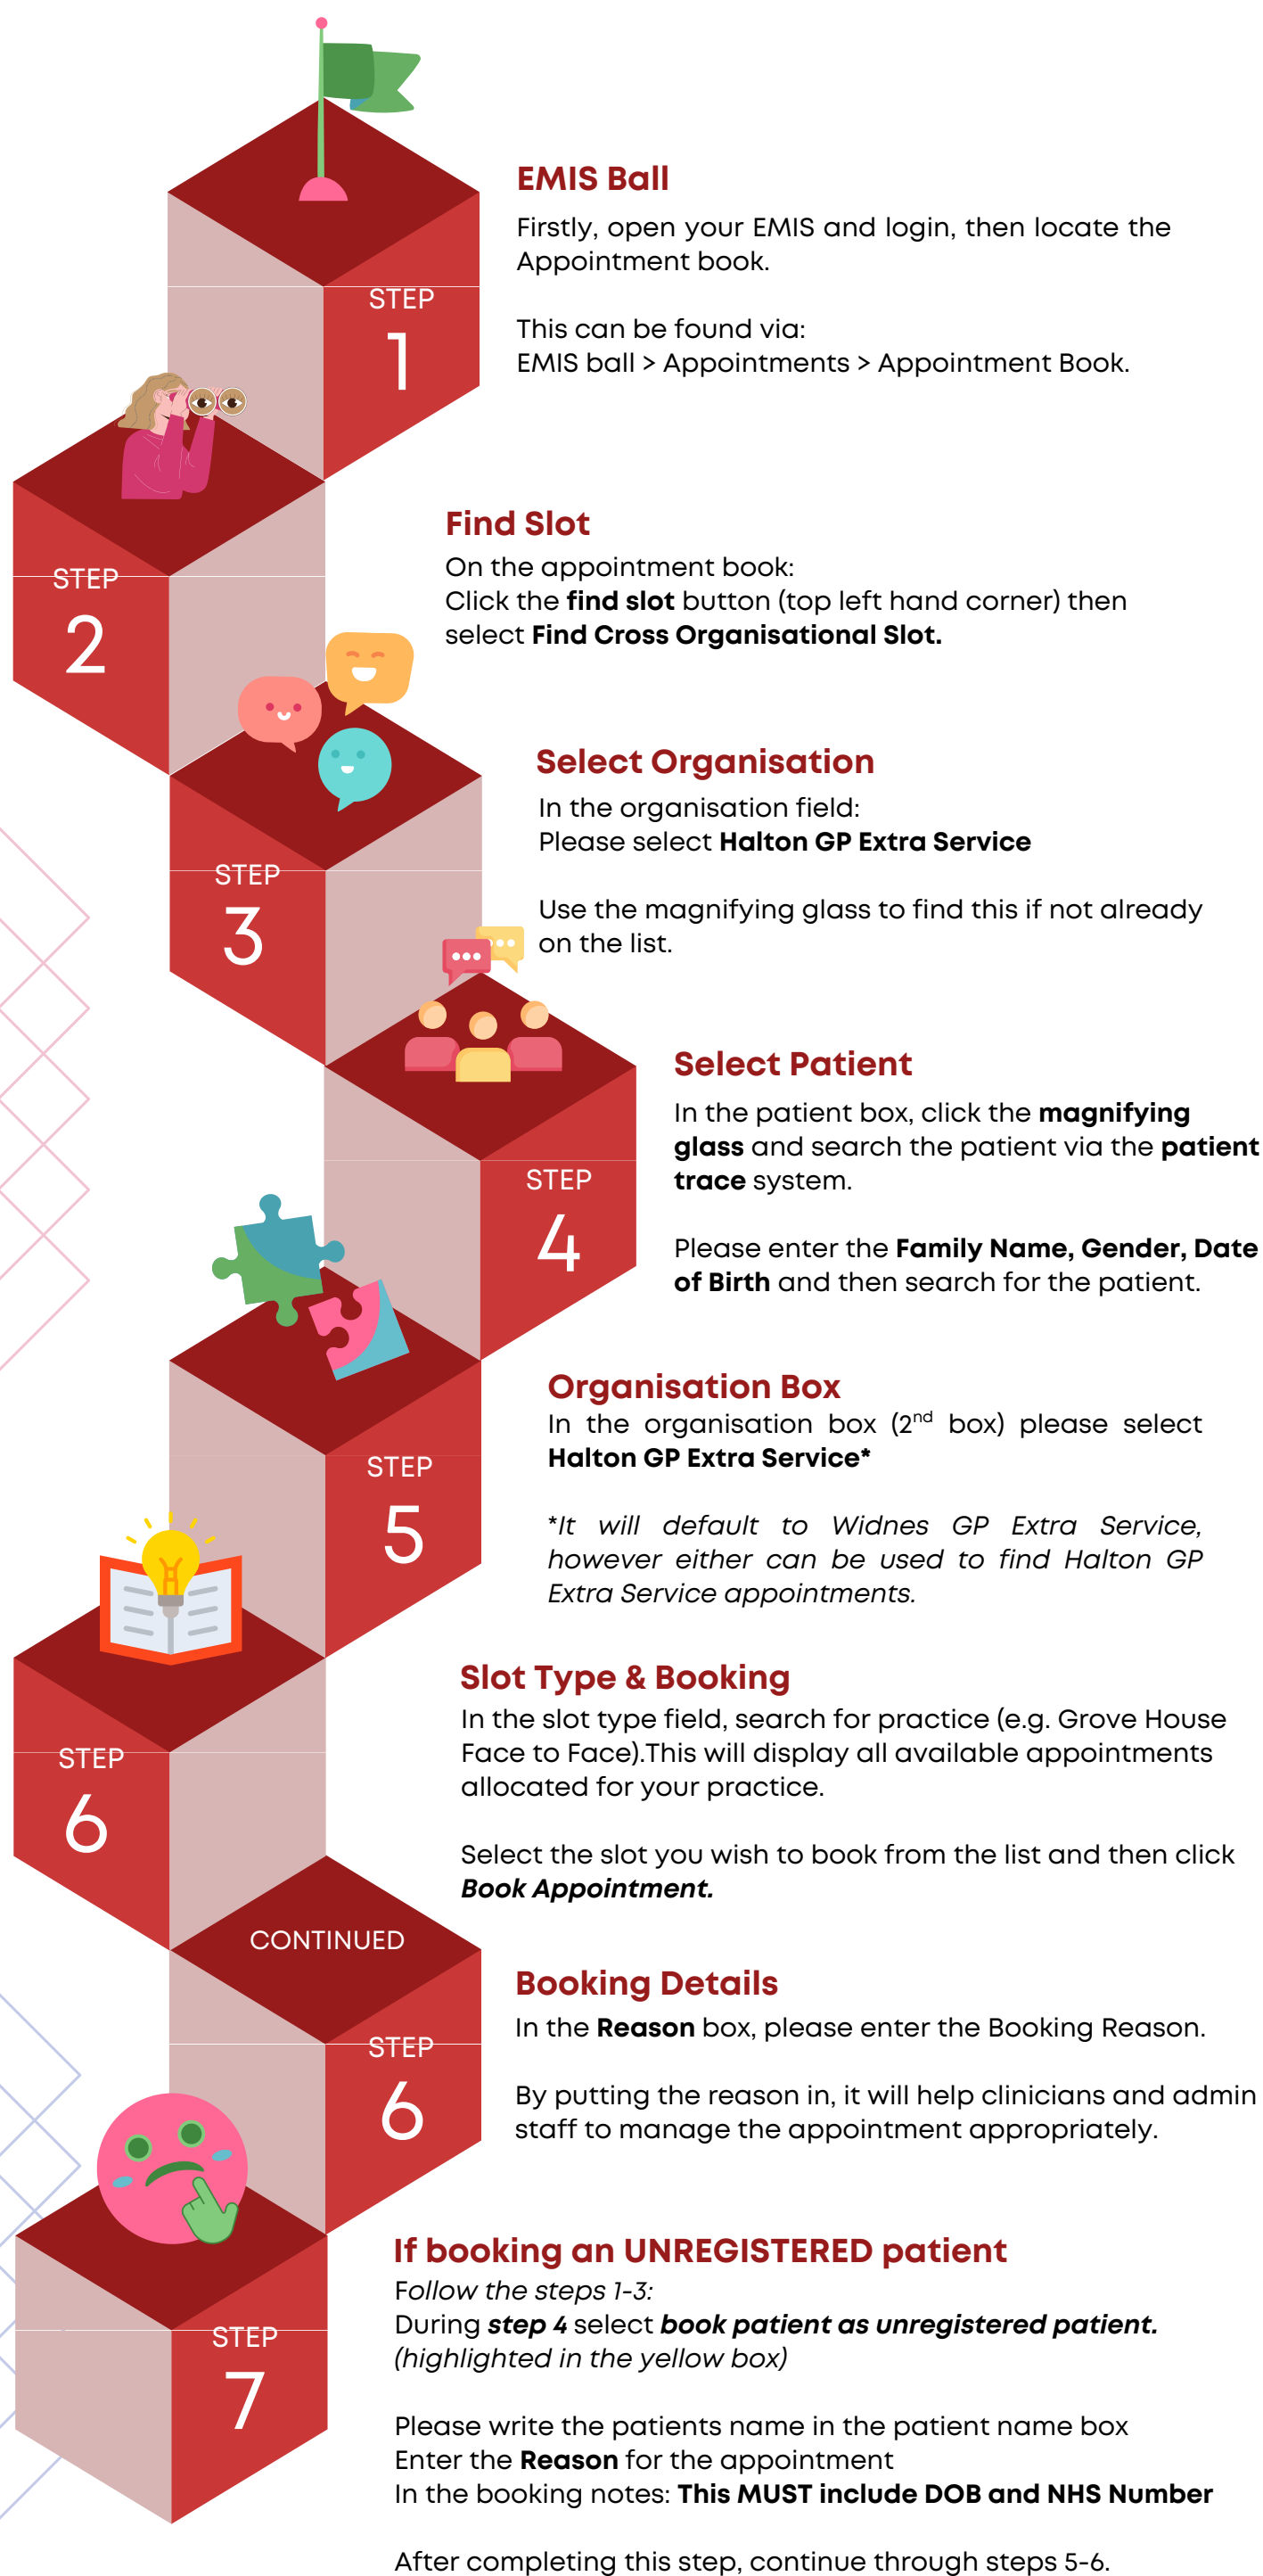 EMIS Ball
Firstly, open your EMIS and login, then locate the
Appointment book.
This can be found via:
EMIS ball > Appointments > Appointment Book.
STEP
1
Find Slot
On the appointment book:
Click the find slot button (top left hand corner) then
select Find Cross Organisational Slot.
STEP
2
Select Organisation
In the organisation field:
Please select Halton GP Extra Service
Use the magnifying glass to find this if not already
on the list.
STEP
3
Select Patient
In the patient box, click the magnifying
glass and search the patient via the patient
trace system.
Please enter the Family Name, Gender, Date
of Birth and then search for the patient.
STEP
4
Organisation Box
In the organisation box (2nd box) please select
Halton GP Extra Service*
*It will default to Widnes GP Extra Service,
however either can be used to find Halton GP
Extra Service appointments.
STEP
5
Slot Type & Booking
In the slot type field, search for practice (e.g. Grove House
Face to Face).This will display all available appointments
allocated for your practice.
Select the slot you wish to book from the list and then click
Book Appointment.
STEP
6
CONTINUED
Booking Details
In the Reason box, please enter the Booking Reason.
By putting the reason in, it will help clinicians and admin
staff to manage the appointment appropriately.
STEP
6
If booking an UNREGISTERED patient
Follow the steps 1-3:
During step 4 select book patient as unregistered patient.
(highlighted in the yellow box)
Please write the patients name in the patient name box
Enter the Reason for the appointment
In the booking notes: This MUST include DOB and NHS Number
After completing this step, continue through steps 5-6.
STEP
7